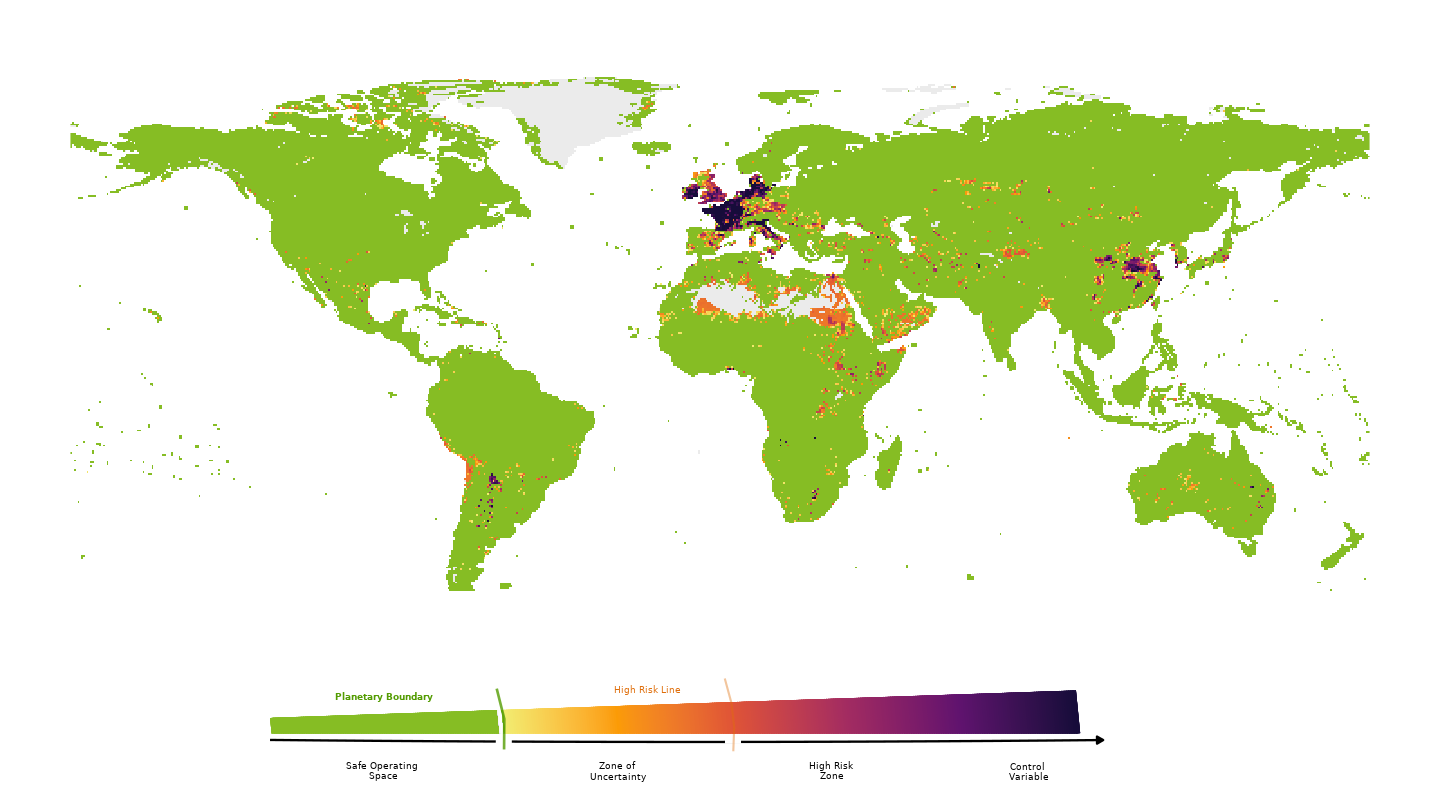 Planetary Boundary
High Risk Line
Safe Operating
Space
Zone of
Uncertainty
High Risk
Zone
Control
Variable